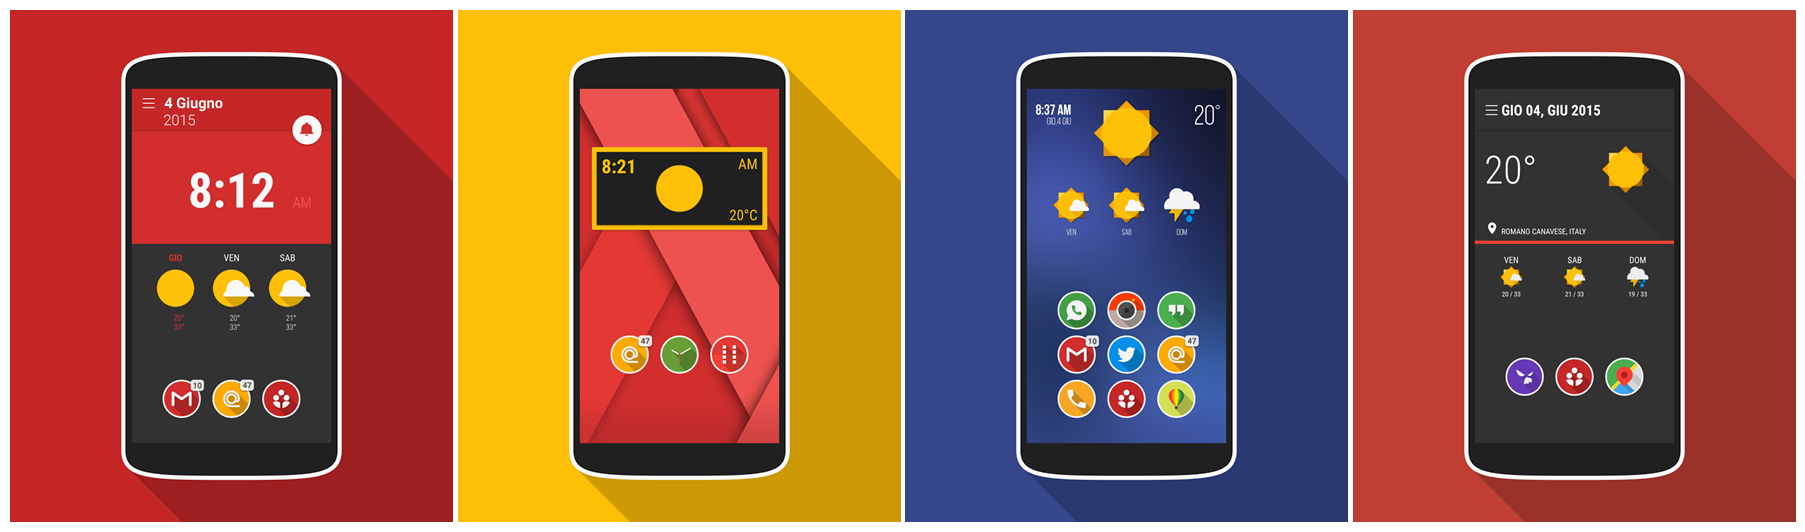 4 Giugno
2015
8:12 AM
GIO VEN SAB
20° 20° 21°
33° 33° 33°
10 47
8:21 AM
20°C
47
8:37 AM
GIO,4 GIU
20°
VEN SAB DOM
10 47
GIO 04, GIU 2015
20°
ROMANO CANAVESE, ITALY
VEN SAB DOM
20 / 33 21 / 33 19 / 33